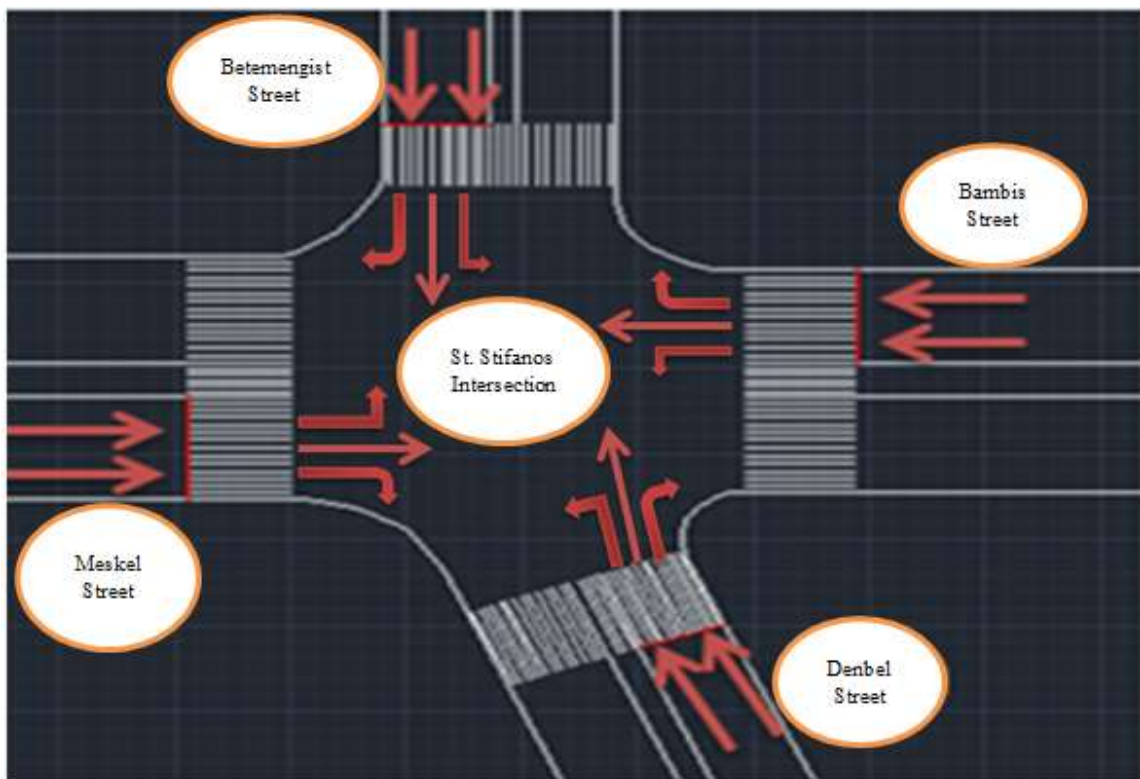 Betemengist
Street
Bambis
Street
St. Stifanos
Intersection
Meskel
Street
Denbel
Street